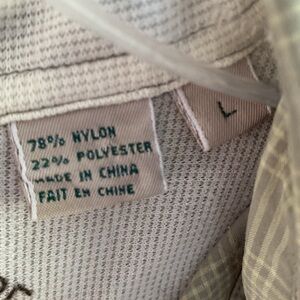 78% NYLON
22% POLYESTER
MADE IN CHINA
FAIT EN CHINE
L